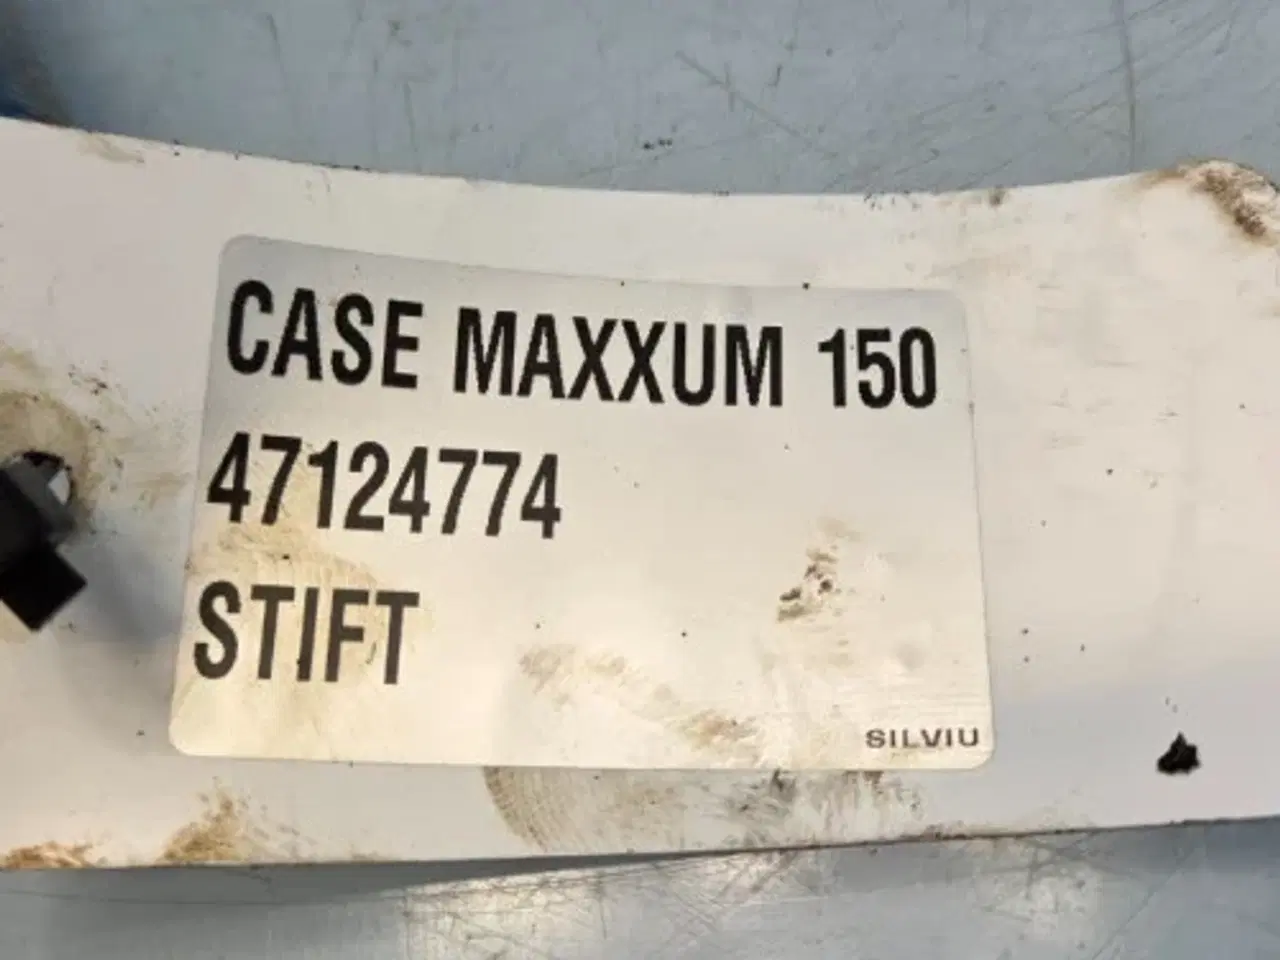 CASE MAXXUM 150
47124774
STIFT
SILVIU